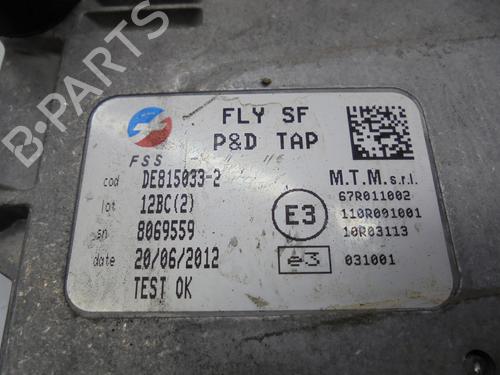 FLY SF
P&D TAP
FSS
cod DE815033-2
lot 12BC(2)
sn 8069559
date 20/06/2012
TEST OK
M.T.M.s.r.l.
67R011002
110R001001
10R03113
E3
e3 031001
B-PARTS